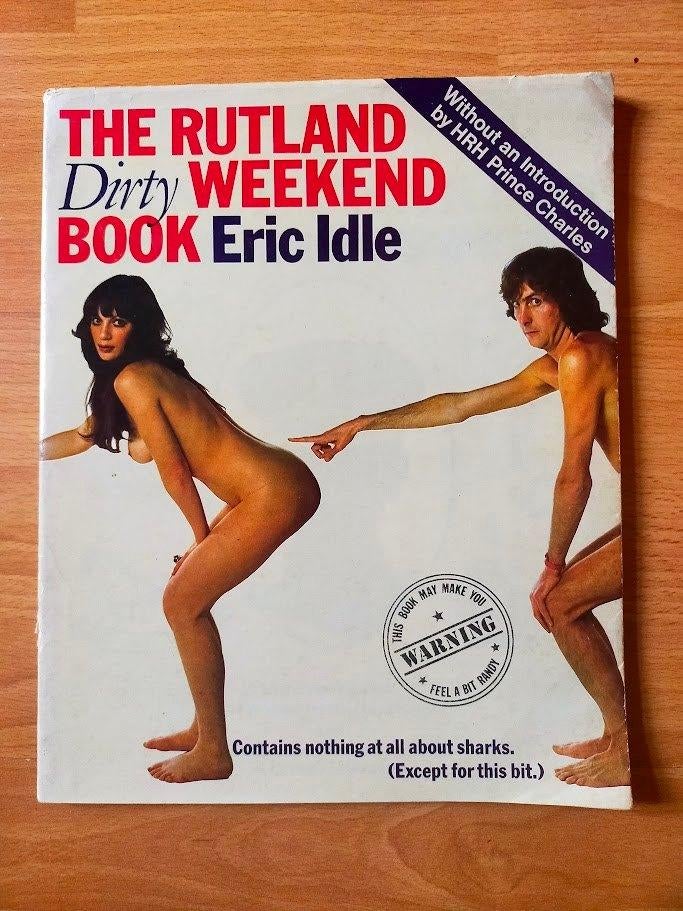 THE RUTLAND
Dirty WEEKEND
BOOK Eric Idle
Without an Introduction
by HRH Prince Charles
THIS BOOK MAY MAKE YOU
WARNING
FEEL A BIT RANDY
Contains nothing at all about sharks.
(Except for this bit.)